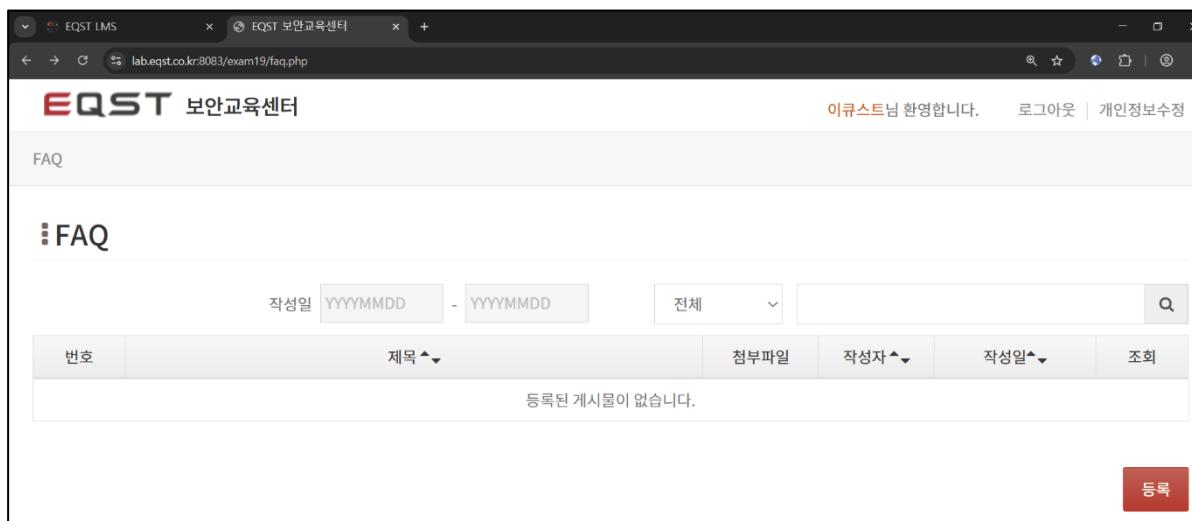 EQST LMS EQST 보안교육센터
lab.eqst.co.kr:8083/exam19/faq.php
EQST 보안교육센터 이큐스트님 환영합니다. 로그아웃 | 개인정보수정
FAQ
FAQ
작성일 YYYYMMDD - YYYYMMDD 전체
번호 제목 첨부파일 작성자 작성일 조회
등록된 게시물이 없습니다.
등록